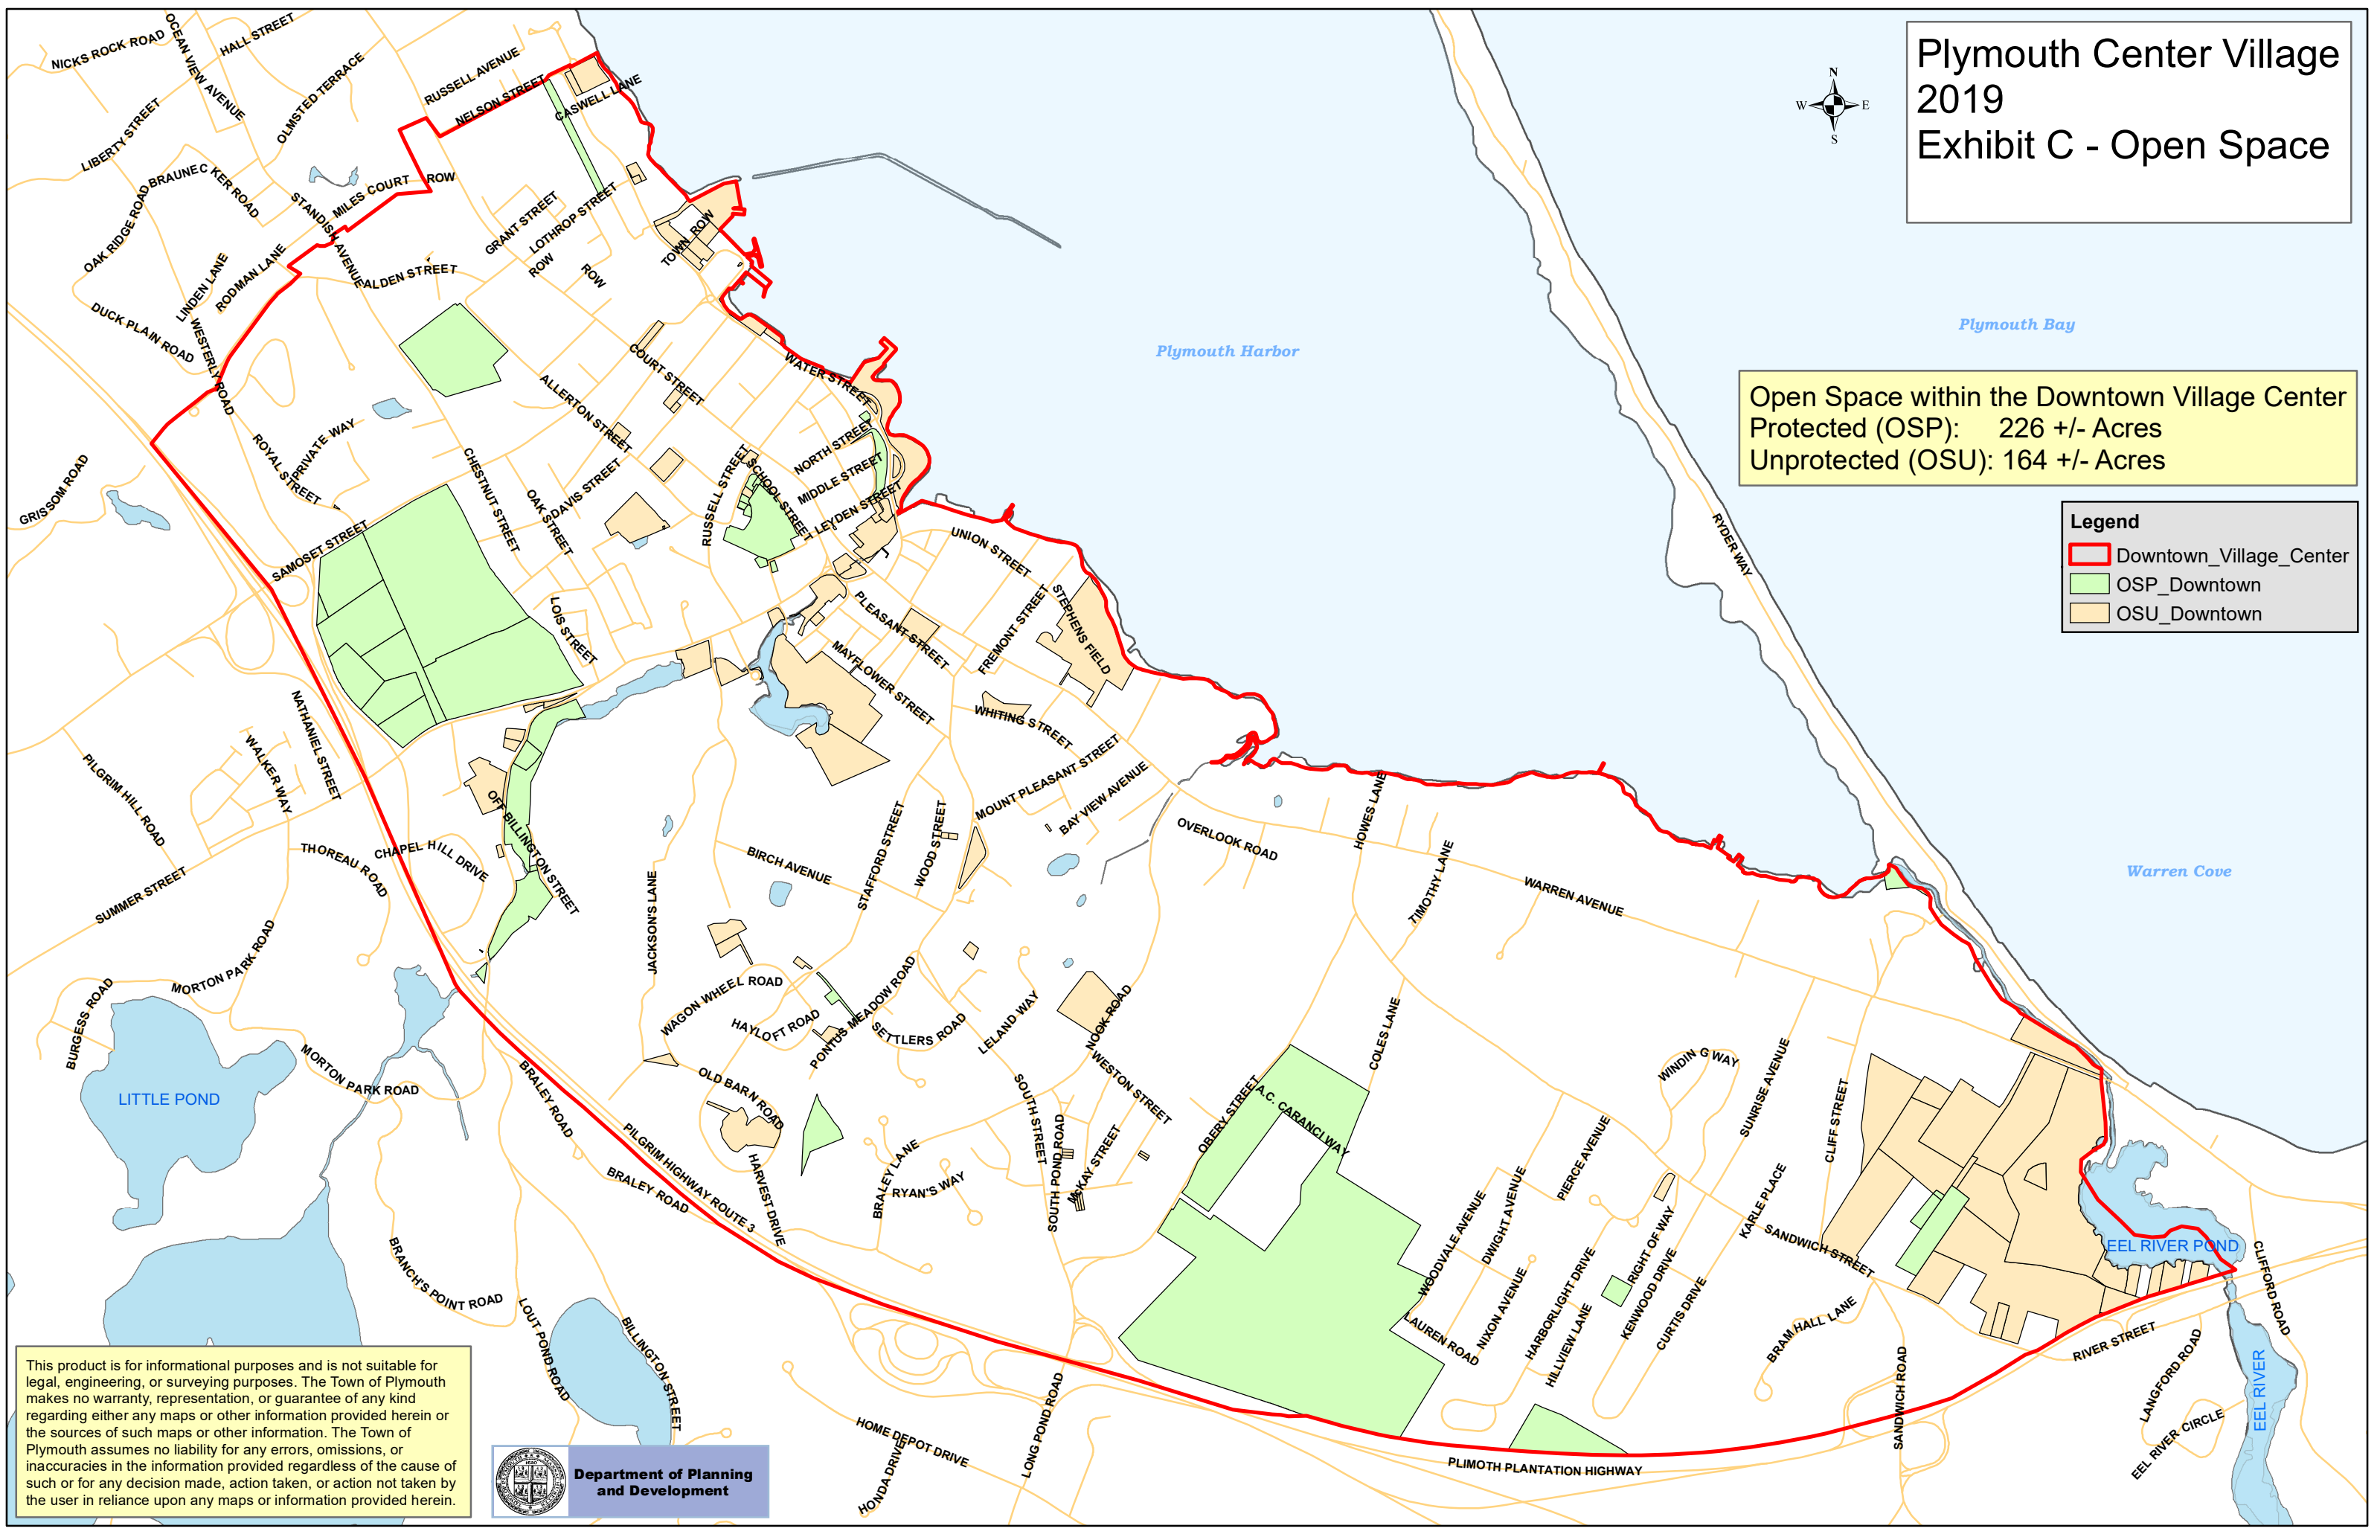 Plymouth Center Village
2019
Exhibit C - Open Space
N
W
E
S
Plymouth Harbor
Plymouth Bay
Warren Cove
Open Space within the Downtown Village Center
Protected (OSP): 226 +/- Acres
Unprotected (OSU): 164 +/- Acres
Legend
Downtown_Village_Center
OSP_Downtown
OSU_Downtown
NICKS ROCK ROAD
OCEAN VIEW AVENUE
HALL STREET
LIBERTY STREET
OLMSTED TERRACE
RUSSELL AVENUE
NELSON STREET
CASWELL LANE
BRAUNECKER ROAD
OAK RIDGE ROAD
STANDISH AVENUE
MILES COURT
ROW
GRANT STREET
LOTHROP STREET
ROW
ROW
TOWN ROW
LINDEN LANE
RODMAN LANE
ALDEN STREET
DUCK PLAIN ROAD
WESTERLY ROAD
COURT STREET
WATER STREET
ALLERTON STREET
ROYAL STREET
PRIVATE WAY
CHESTNUT STREET
OAK STREET
DAVIS STREET
RUSSELL STREET
SCHOOL STREET
NORTH STREET
MIDDLE STREET
LEYDEN STREET
GRISSOM ROAD
SAMOSET STREET
UNION STREET
RYDER WAY
LOIS STREET
PLEASANT STREET
FREMONT STREET
STEPHENS FIELD
MAYFLOWER STREET
WHITING STREET
NATHANIEL STREET
WALKER WAY
PILGRIM HILL ROAD
MOUNT PLEASANT STREET
BAY VIEW AVENUE
OFF BILLINGTON STREET
OVERLOOK ROAD
HOWES LANE
TIMOTHY LANE
WARREN AVENUE
THOREAU ROAD
CHAPEL HILL DRIVE
SUMMER STREET
BIRCH AVENUE
STAFFORD STREET
WOOD STREET
JACKSON'S LANE
MORTON PARK ROAD
BURGESS ROAD
MORTON PARK ROAD
WAGON WHEEL ROAD
HAYLOFT ROAD
PONTUS MEADOW ROAD
SETTLERS ROAD
LELAND WAY
NOOK ROAD
WESTON STREET
COLES LANE
WINDING WAY
SUNRISE AVENUE
CLIFF STREET
LITTLE POND
BRALEY ROAD
OLD BARN ROAD
PILGRIM HIGHWAY ROUTE 3
BRALEY ROAD
HARVEST DRIVE
BRALEY LANE
RYAN'S WAY
SOUTH STREET
SOUTH POND ROAD
MCKAY STREET
OBERY STREET
A.C. CARANCI WAY
PIERCE AVENUE
KARLE PLACE
WOODVALE AVENUE
DWIGHT AVENUE
RIGHT OF WAY
SANDWICH STREET
EEL RIVER POND
CLIFFORD ROAD
BRANCH'S POINT ROAD
LOUT POND ROAD
BILLINGTON STREET
LAUREN ROAD
NIXON AVENUE
HARBORLIGHT DRIVE
HILLVIEW LANE
KENWOOD DRIVE
CURTIS DRIVE
BRAM HALL LANE
RIVER STREET
SANDWICH ROAD
LANGFORD ROAD
EEL RIVER CIRCLE
EEL RIVER
HOME DEPOT DRIVE
HONDA DRIVE
LONG POND ROAD
PLIMOTH PLANTATION HIGHWAY
This product is for informational purposes and is not suitable for
legal, engineering, or surveying purposes. The Town of Plymouth
makes no warranty, representation, or guarantee of any kind
regarding either any maps or other information provided herein or
the sources of such maps or other information. The Town of
Plymouth assumes no liability for any errors, omissions, or
inaccuracies in the information provided regardless of the cause of
such or for any decision made, action taken, or action not taken by
the user in reliance upon any maps or information provided herein.
Department of Planning
and Development